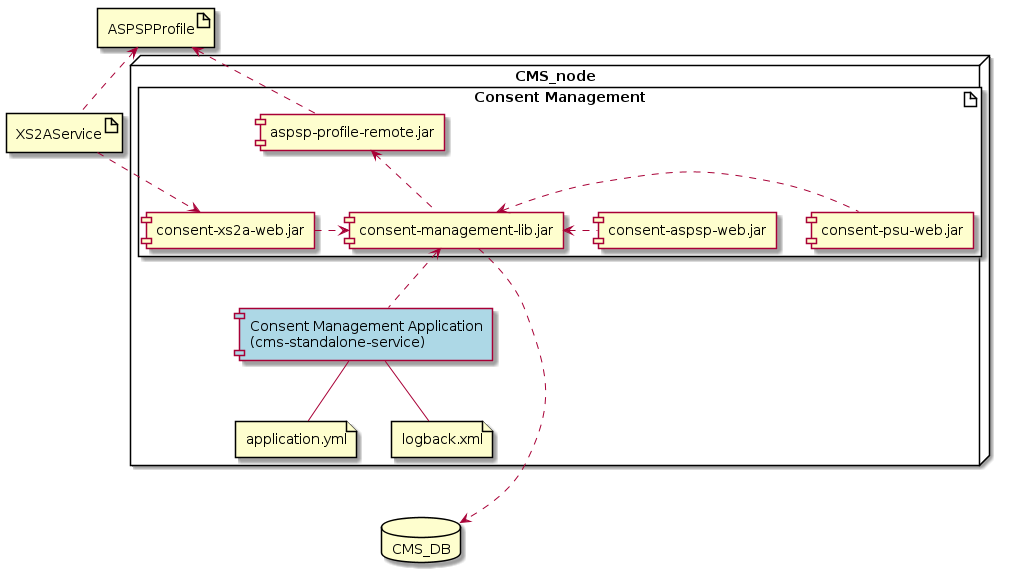 ASPSPProfile
CMS_node
Consent Management
XS2AService
aspsp-profile-remote.jar
consent-xs2a-web.jar
consent-management-lib.jar
consent-aspsp-web.jar
consent-psu-web.jar
Consent Management Application
(cms-standalone-service)
application.yml
logback.xml
CMS_DB